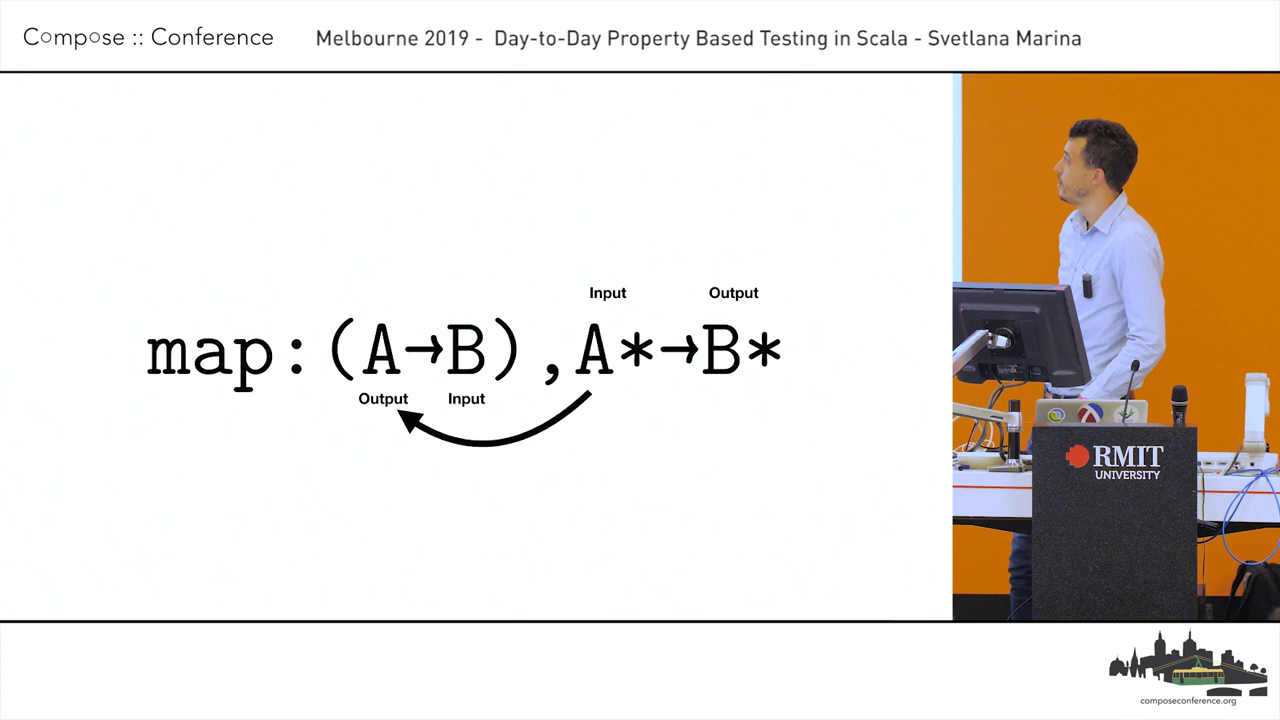 Compose :: Conference
Melbourne 2019 - Day-to-Day Property Based Testing in Scala - Svetlana Marina
Input
Output
map:(A→B),A*→B*
Output
Input
RMIT
UNIVERSITY
composeconference.org